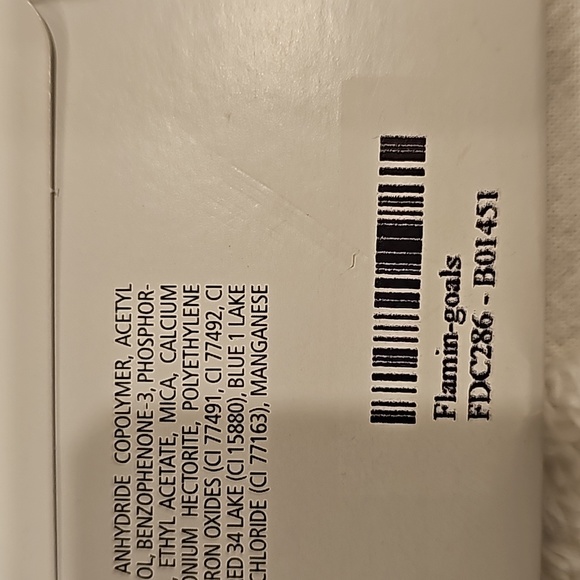 ANHYDRIDE COPOLYMER, ACETYL
OL, BENZOPHENONE-3, PHOSPHOR-
, ETHYL ACETATE, MICA, CALCIUM
ONIUM HECTORITE, POLYETHYLENE
RON OXIDES (CI 77491, CI 77492, CI
ED 34 LAKE (CI 15880), BLUE 1 LAKE
CHLORIDE (CI 77163), MANGANESE
Flamin-goals
FDC286 - B01451